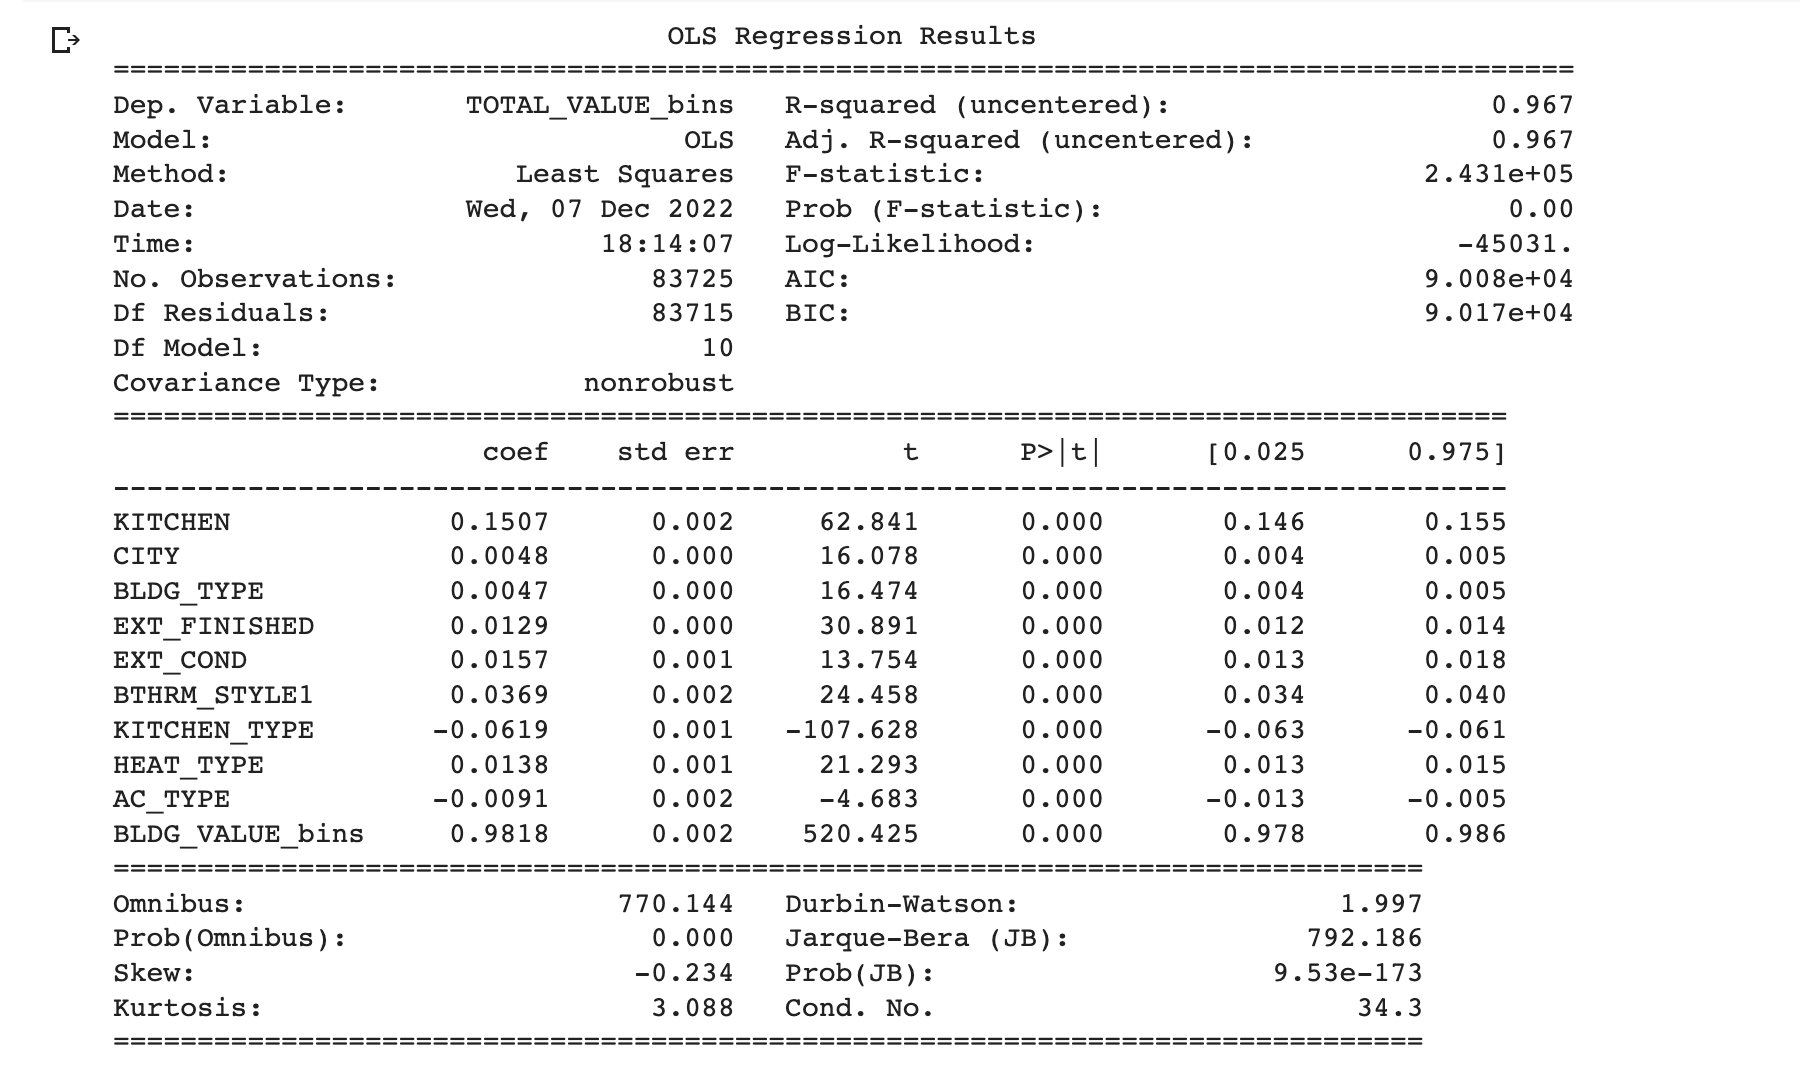 OLS Regression Results
==============================================================================
Dep. Variable: TOTAL_VALUE_bins R-squared (uncentered): 0.967
Model: OLS Adj. R-squared (uncentered): 0.967
Method: Least Squares F-statistic: 2.431e+05
Date: Wed, 07 Dec 2022 Prob (F-statistic): 0.00
Time: 18:14:07 Log-Likelihood: -45031.
No. Observations: 83725 AIC: 9.008e+04
Df Residuals: 83715 BIC: 9.017e+04
Df Model: 10
Covariance Type: nonrobust
==============================================================================
coef std err t P>|t| [0.025 0.975]
------------------------------------------------------------------------------
KITCHEN 0.1507 0.002 62.841 0.000 0.146 0.155
CITY 0.0048 0.000 16.078 0.000 0.004 0.005
BLDG_TYPE 0.0047 0.000 16.474 0.000 0.004 0.005
EXT_FINISHED 0.0129 0.000 30.891 0.000 0.012 0.014
EXT_COND 0.0157 0.001 13.754 0.000 0.013 0.018
BTHRM_STYLE1 0.0369 0.002 24.458 0.000 0.034 0.040
KITCHEN_TYPE -0.0619 0.001 -107.628 0.000 -0.063 -0.061
HEAT_TYPE 0.0138 0.001 21.293 0.000 0.013 0.015
AC_TYPE -0.0091 0.002 -4.683 0.000 -0.013 -0.005
BLDG_VALUE_bins 0.9818 0.002 520.425 0.000 0.978 0.986
==============================================================================
Omnibus: 770.144 Durbin-Watson: 1.997
Prob(Omnibus): 0.000 Jarque-Bera (JB): 792.186
Skew: -0.234 Prob(JB): 9.53e-173
Kurtosis: 3.088 Cond. No. 34.3
==============================================================================